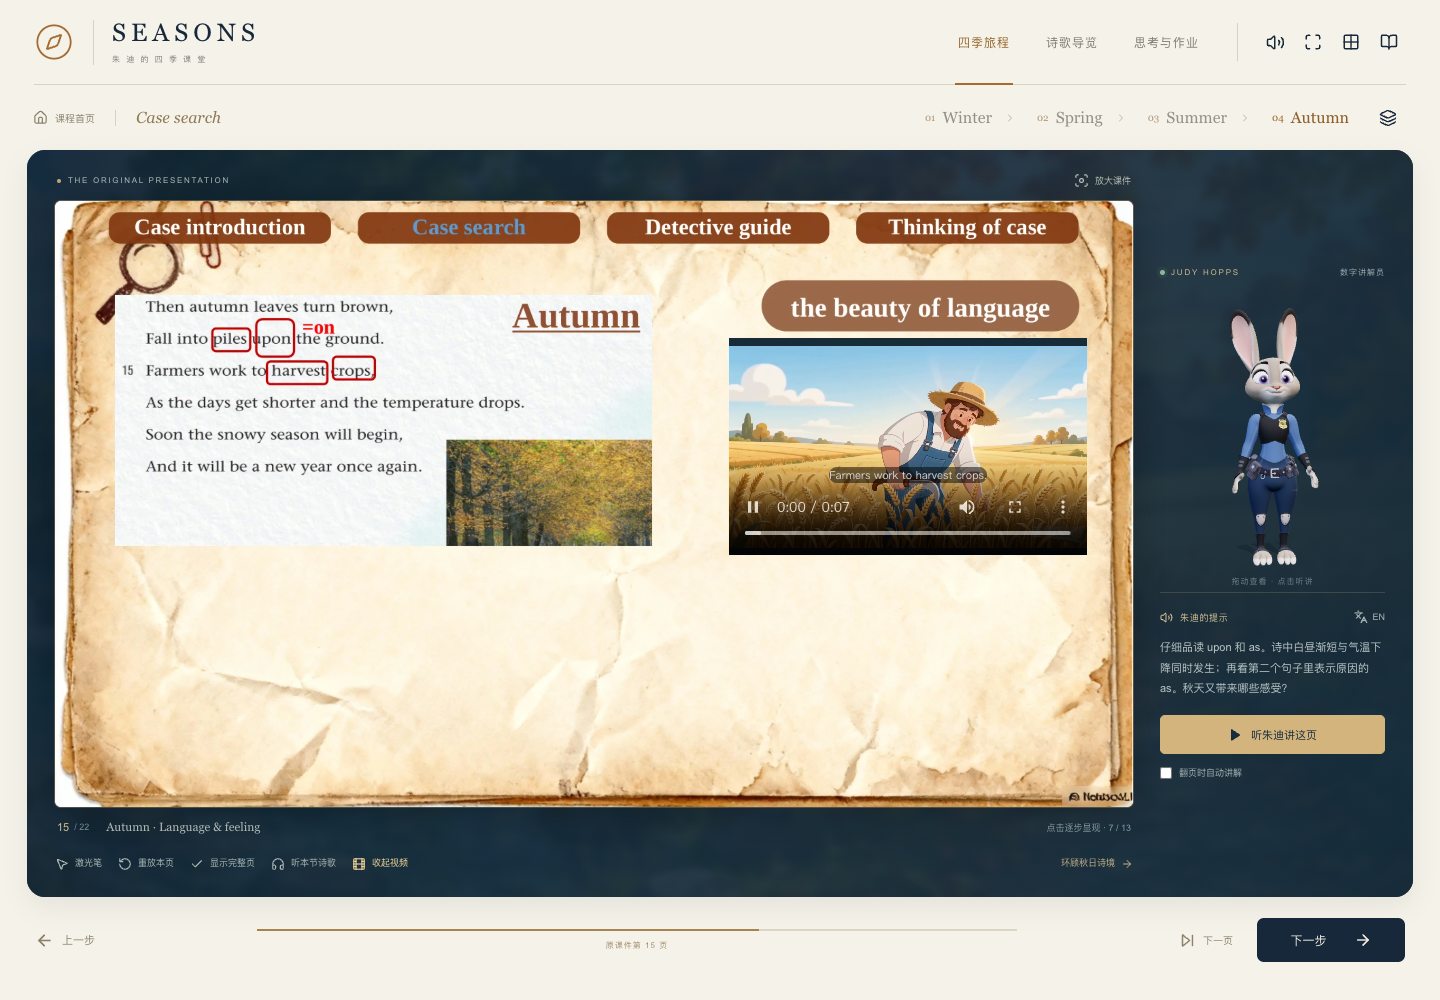 SEASONS
朱迪的四季课堂
四季旅程
诗歌导览
思考与作业
课程首页
Case search
01 Winter
02 Spring
03 Summer
04 Autumn
THE ORIGINAL PRESENTATION
放大课件
Case introduction
Case search
Detective guide
Thinking of case
Then autumn leaves turn brown,
=on
Fall into piles upon the ground.
15 Farmers work to harvest crops,
As the days get shorter and the temperature drops.
Soon the snowy season will begin,
And it will be a new year once again.
Autumn
the beauty of language
Farmers work to harvest crops,
0:00 / 0:07
JUDY HOPPS
数字讲解员
拖动查看 · 点击听讲
朱迪的提示
EN
仔细品读 upon 和 as。诗中白昼渐短与气温下
降同时发生；再看第二个句子里表示原因的
as。秋天又带来哪些感受？
听朱迪讲这页
翻页时自动讲解
15 / 22
Autumn · Language & feeling
点击逐步显现 · 7 / 13
激光笔
重放本页
显示完整页
听本节诗歌
收起视频
环顾秋日诗境
上一步
原课件第 15 页
下一页
下一步